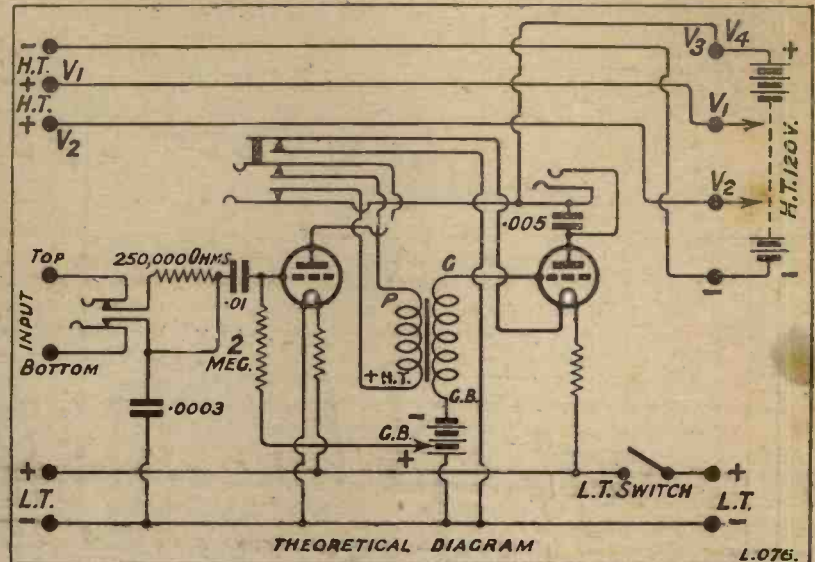 -
H.T. V1
+
H.T.
+ V2
V3 V4 +
V1
V2
H.T. 120V.
-
-
.005
TOP
250,000 OHMS
.01
INPUT
BOTTOM
2
MEG.
.0003
P
G
+H.T.
G.B.
-
G.B.
+
+
L.T.
-
L.T. SWITCH
+
L.T.
-
THEORETICAL DIAGRAM
L.076.